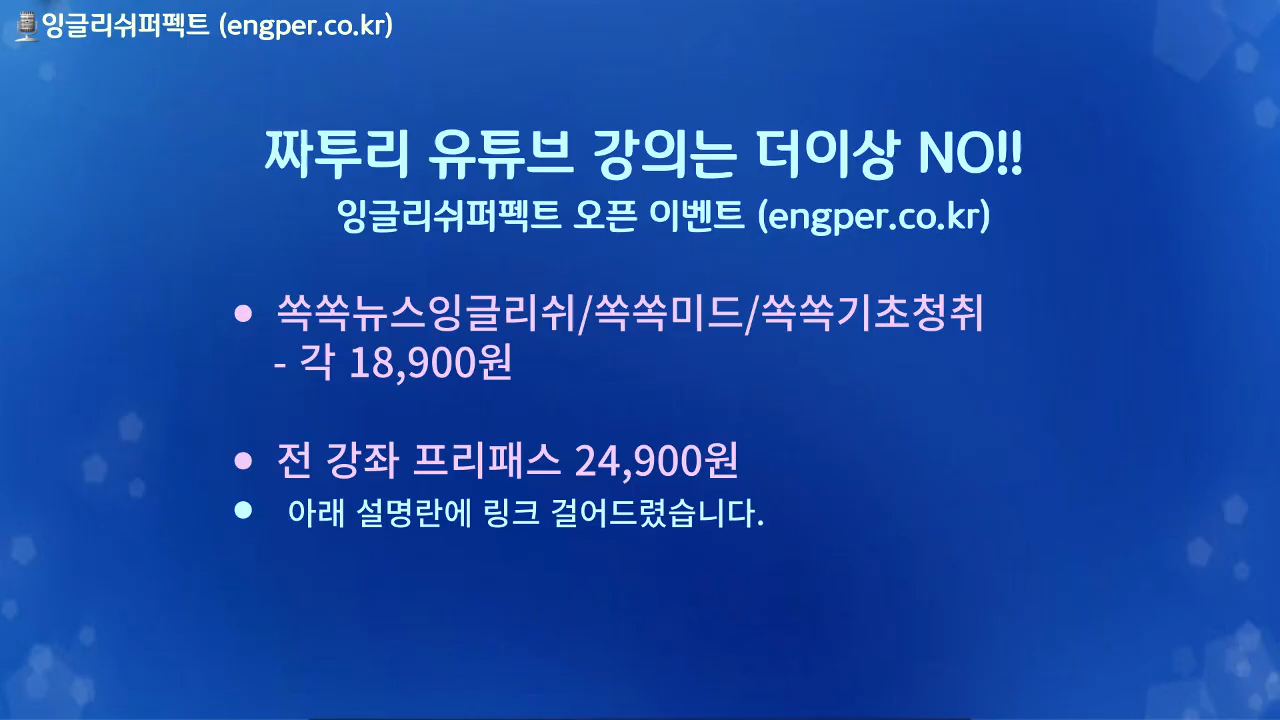 잉글리쉬퍼펙트 (engper.co.kr)
짜투리 유튜브 강의는 더이상 NO!!
잉글리쉬퍼펙트 오픈 이벤트 (engper.co.kr)
● 쏙쏙뉴스잉글리쉬/쏙쏙미드/쏙쏙기초청취
- 각 18,900원
● 전 강좌 프리패스 24,900원
● 아래 설명란에 링크 걸어드렸습니다.